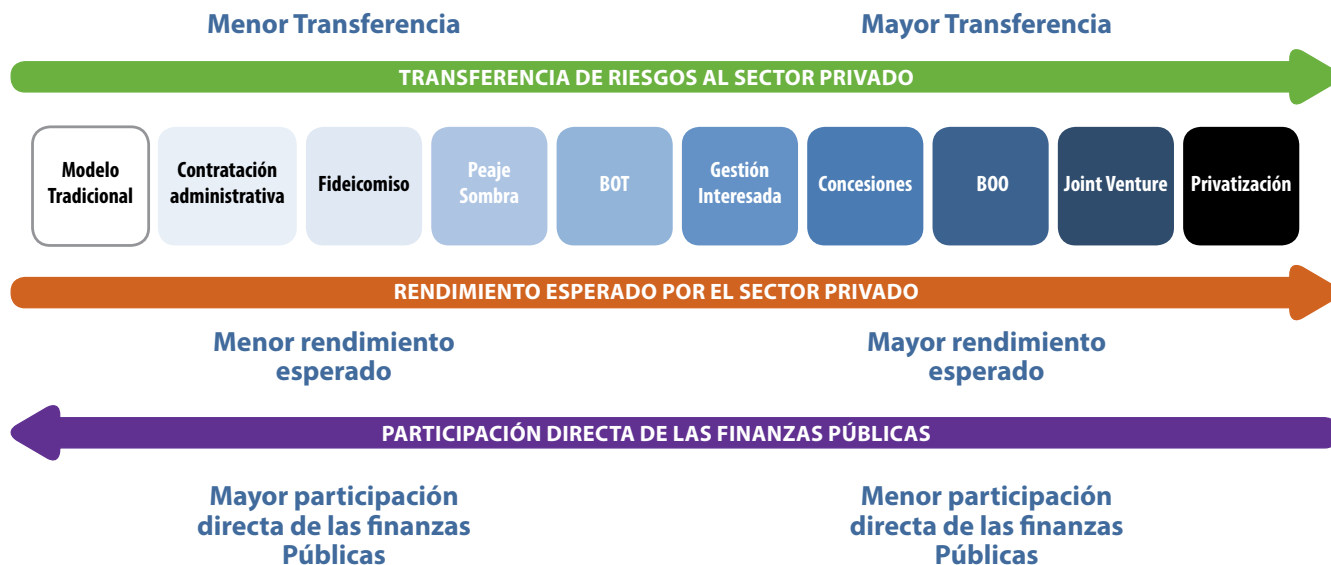 Menor Transferencia
Mayor Transferencia
TRANSFERENCIA DE RIESGOS AL SECTOR PRIVADO
Modelo
Tradicional
Contratación
administrativa
Fideicomiso
Peaje
Sombra
BOT
Gestión
Interesada
Concesiones
BOO
Joint Venture
Privatización
RENDIMIENTO ESPERADO POR EL SECTOR PRIVADO
Menor rendimiento
esperado
Mayor rendimiento
esperado
PARTICIPACIÓN DIRECTA DE LAS FINANZAS PÚBLICAS
Mayor participación
directa de las finanzas
Públicas
Menor participación
directa de las finanzas
Públicas